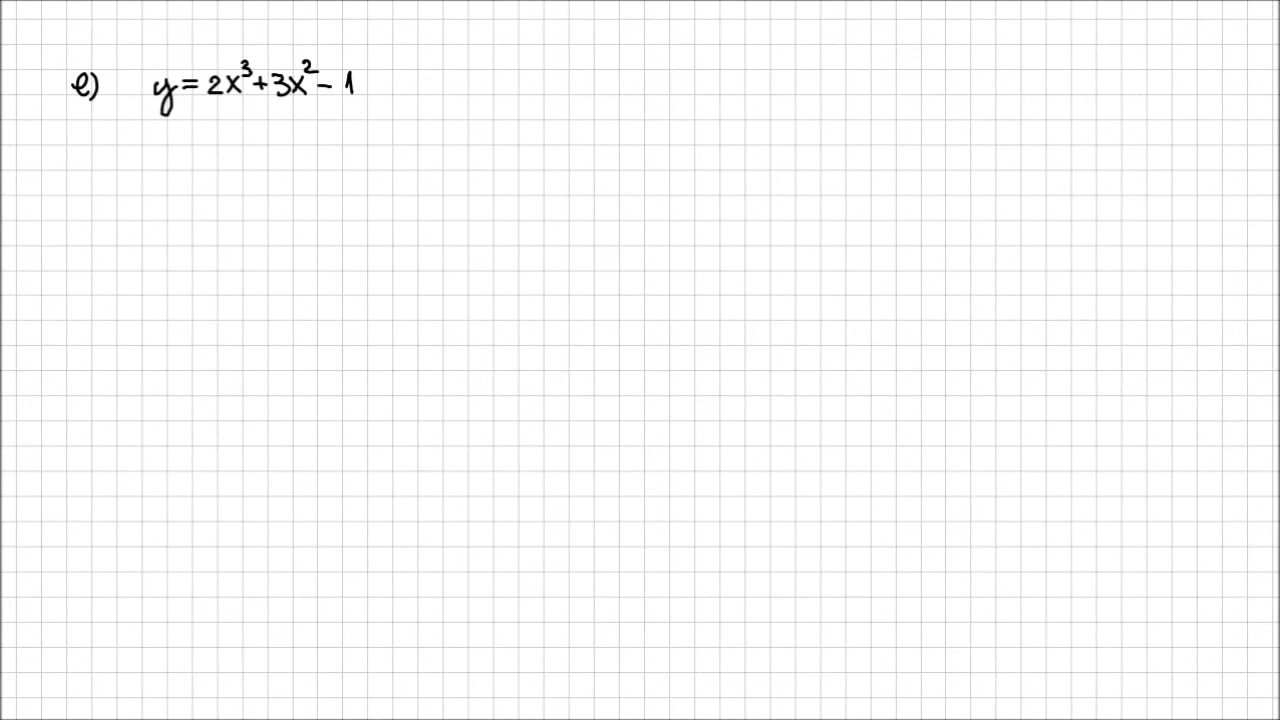 e) y = 2x³ + 3x² - 1